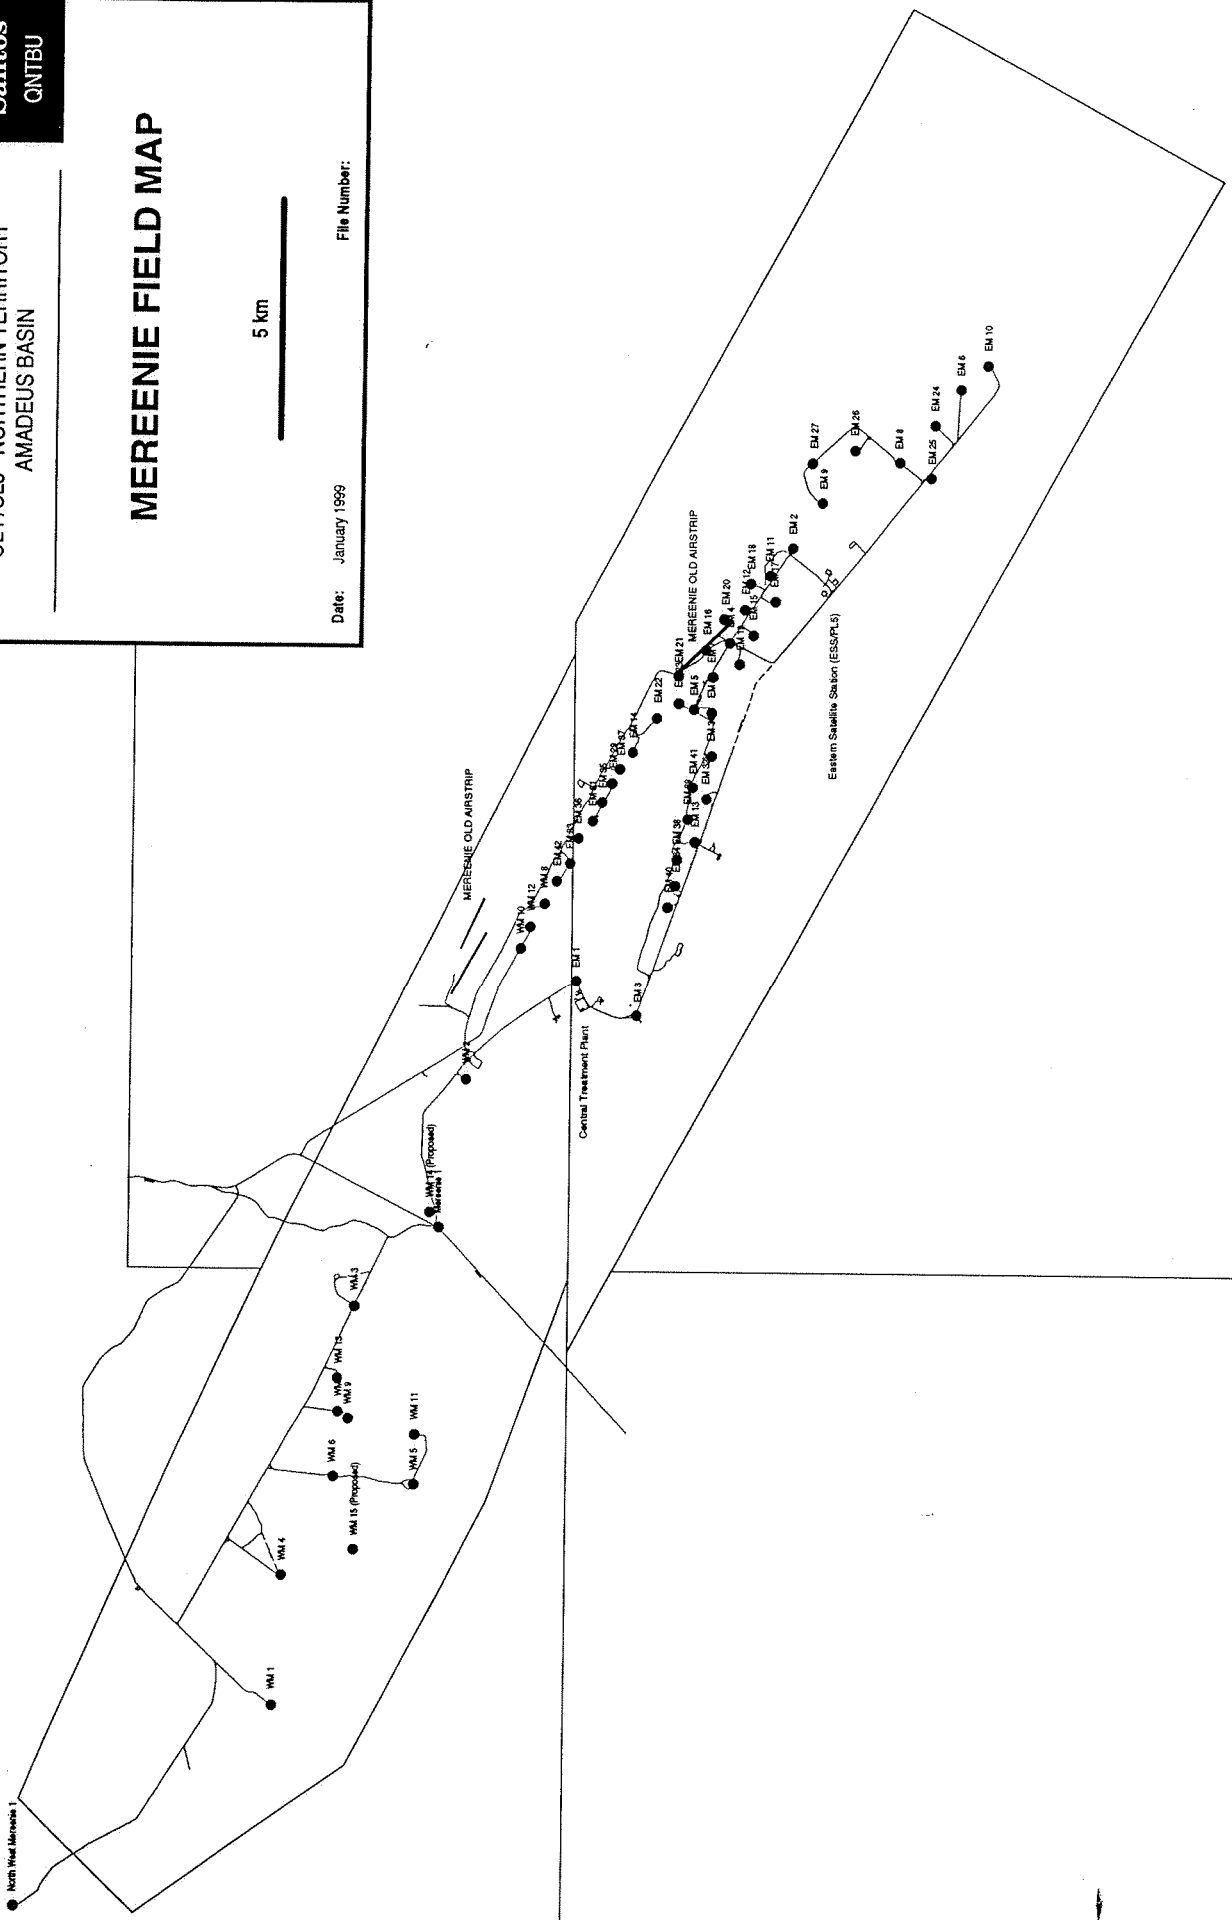 Santos
QNTBU
AMADEUS BASIN
MEREENIE FIELD MAP
5 km
Date: January 1999 File Number:
North West Mereenie 1
WM 1
WM 4
WM 15 (Proposed)
WM 6
WM 5
WM 11
WM 9
WM 13
WM 3
WM 14 (Proposed)
Mereenie 1
WM 2
MEREENIE OLD AIRSTRIP
WM 10
WM 12
WM 8
EM 42
EM 36
EM 1
Central Treatment Plant
EM 3
EM 40
EM 38
EM 13
EM 41
EM 14
EM 22
EM 21
EM 5
EM 16
EM 20
MEREENIE OLD AIRSTRIP
EM 12
EM 18
EM 11
EM 2
Eastern Satellite Station (ESS/PL5)
EM 9
EM 27
EM 26
EM 8
EM 25
EM 24
EM 6
EM 10